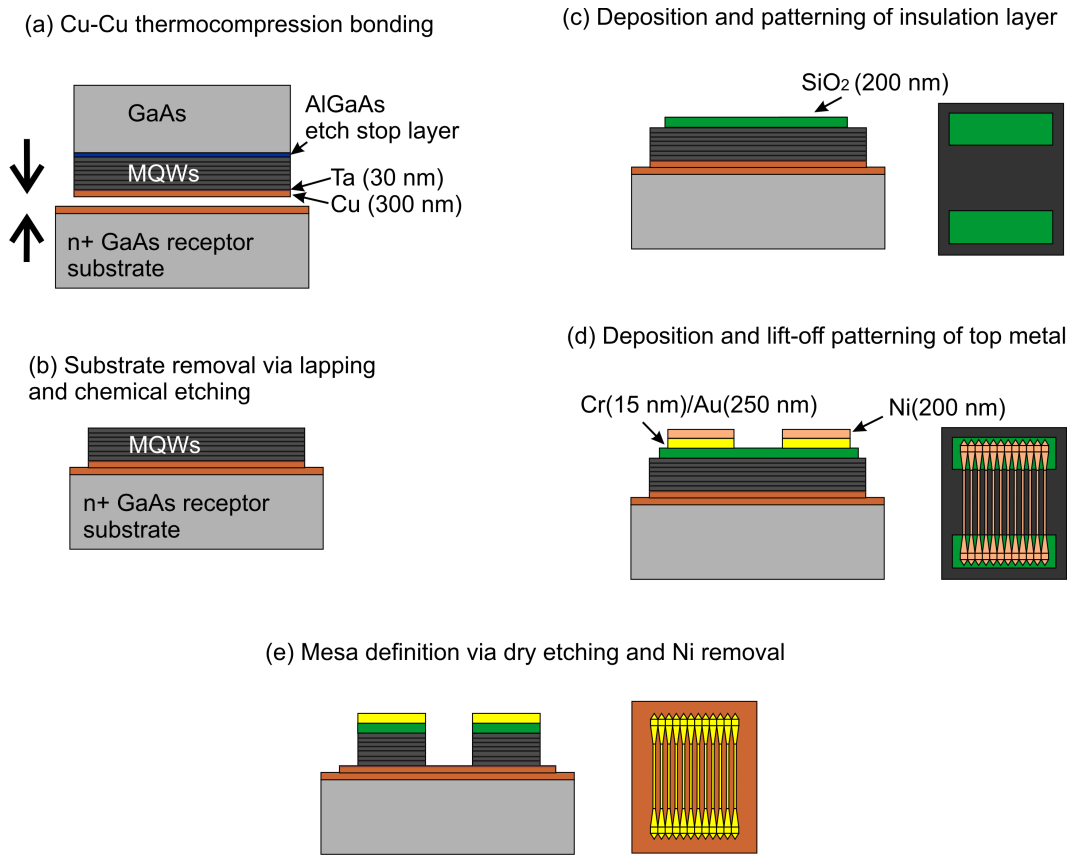 (a) Cu-Cu thermocompression bonding
GaAs
AlGaAs
etch stop layer
MQWs
Ta (30 nm)
Cu (300 nm)
n+ GaAs receptor
substrate
(b) Substrate removal via lapping
and chemical etching
MQWs
n+ GaAs receptor
substrate
(c) Deposition and patterning of insulation layer
SiO2 (200 nm)
(d) Deposition and lift-off patterning of top metal
Cr(15 nm)/Au(250 nm)
Ni(200 nm)
(e) Mesa definition via dry etching and Ni removal